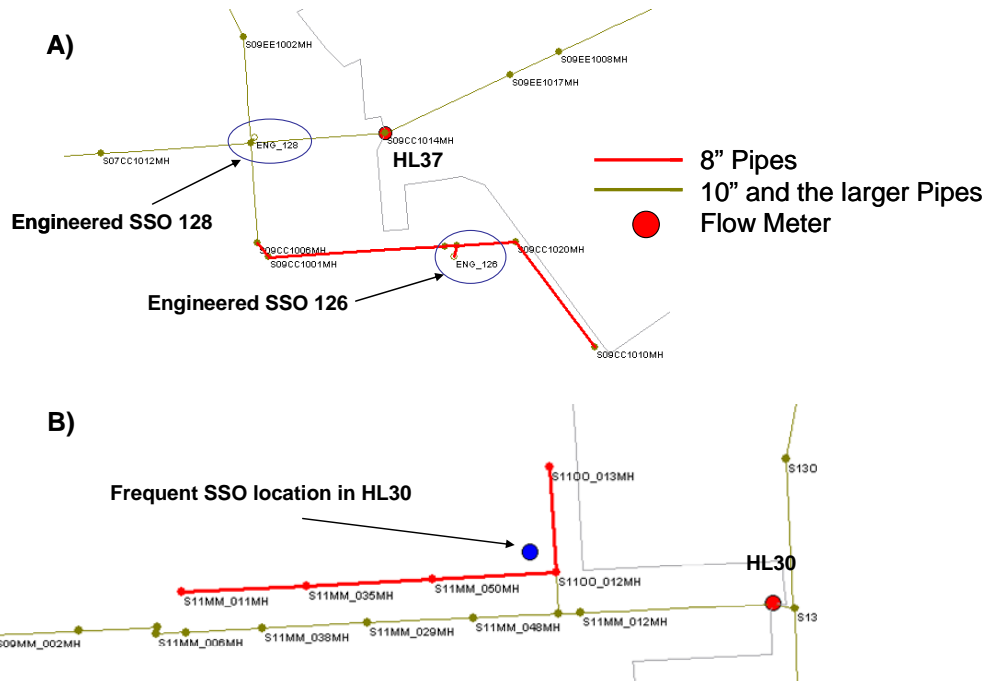 A)
S09EE1002MH
S09EE1008MH
S09EE1017MH
ENG_128
S09CC1014MH
S07CC1012MH
HL37
8” Pipes
10” and the larger Pipes
Flow Meter
Engineered SSO 128
S09CC1006MH
S09CC1001MH
S09CC1020MH
ENG_126
Engineered SSO 126
S09CC1010MH
B)
S13O
S11OO_013MH
Frequent SSO location in HL30
HL30
S11OO_012MH
S11MM_050MH
S11MM_035MH
S11MM_011MH
S13
S11MM_012MH
S11MM_048MH
S11MM_029MH
S11MM_038MH
S11MM_006MH
S09MM_002MH